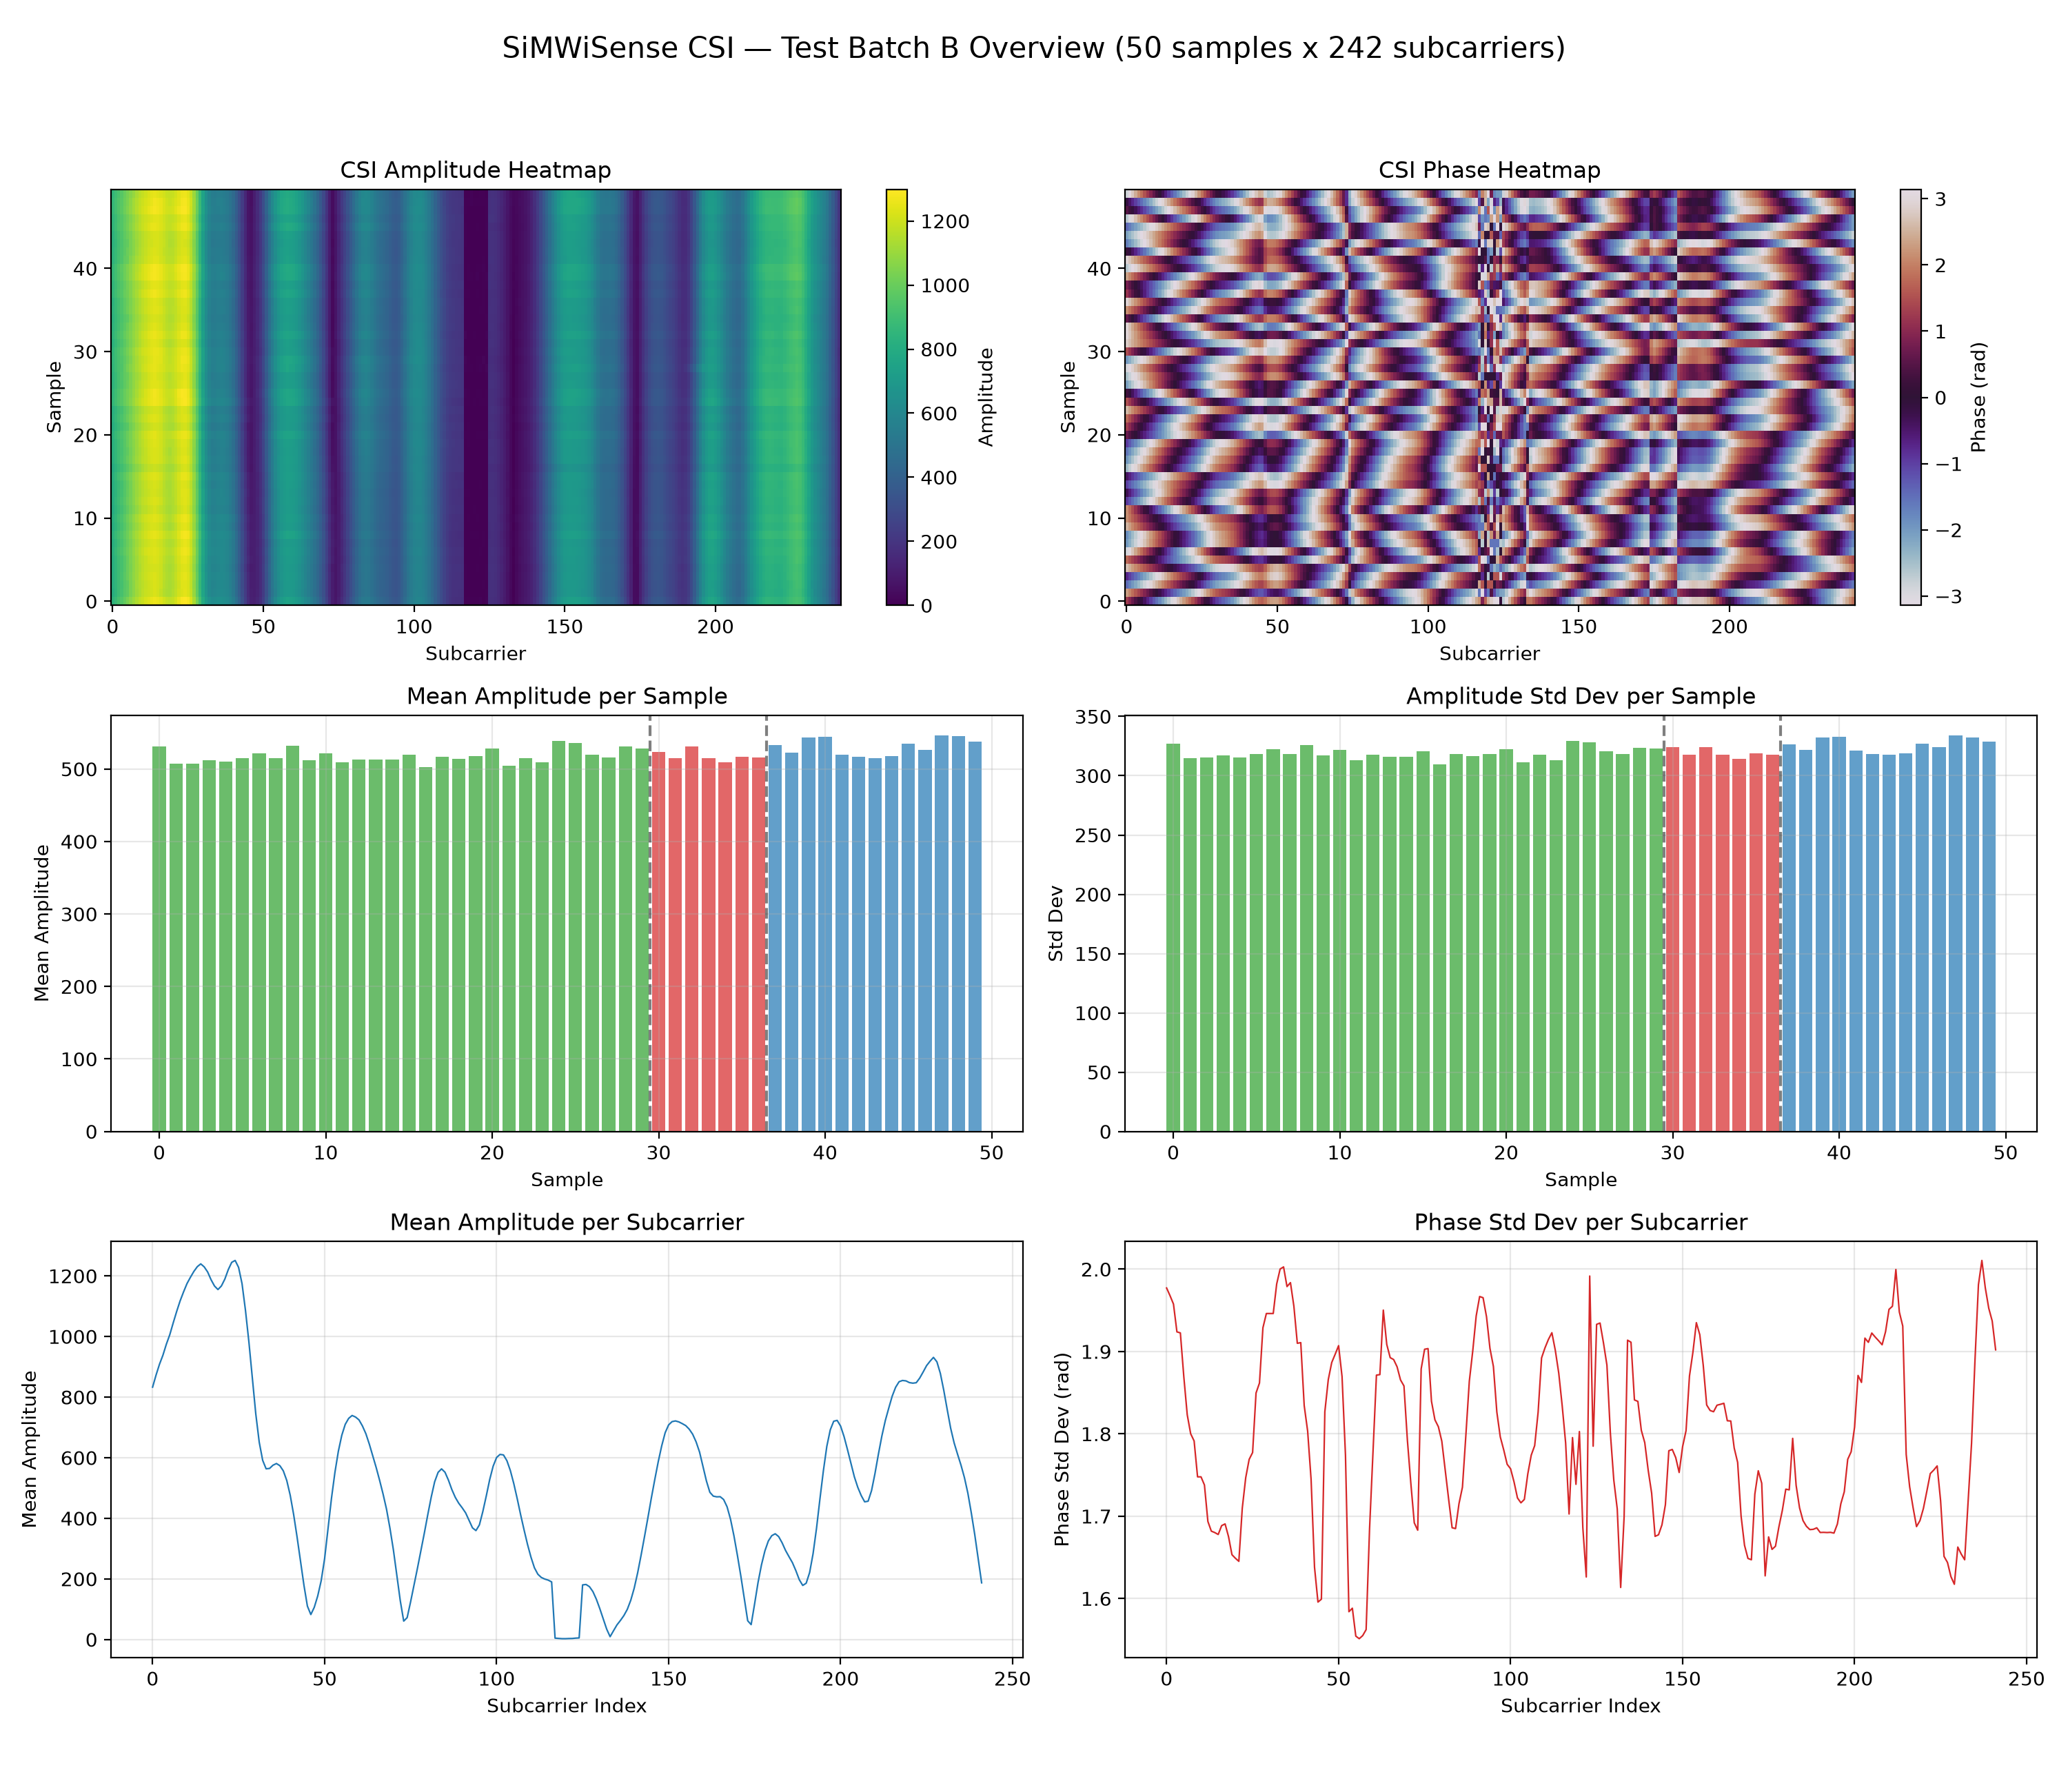 SiMWiSense CSI — Test Batch B Overview (50 samples x 242 subcarriers)
CSI Amplitude Heatmap
Sample
40
30
20
10
0
0 50 100 150 200
Subcarrier
1200
1000
800
600
400
200
0
Amplitude
CSI Phase Heatmap
Sample
40
30
20
10
0
0 50 100 150 200
Subcarrier
3
2
1
0
−1
−2
−3
Phase (rad)
Mean Amplitude per Sample
Mean Amplitude
500
400
300
200
100
0
0 10 20 30 40 50
Sample
Amplitude Std Dev per Sample
Std Dev
350
300
250
200
150
100
50
0
0 10 20 30 40 50
Sample
Mean Amplitude per Subcarrier
Mean Amplitude
1200
1000
800
600
400
200
0
0 50 100 150 200 250
Subcarrier Index
Phase Std Dev per Subcarrier
Phase Std Dev (rad)
2.0
1.9
1.8
1.7
1.6
0 50 100 150 200 250
Subcarrier Index